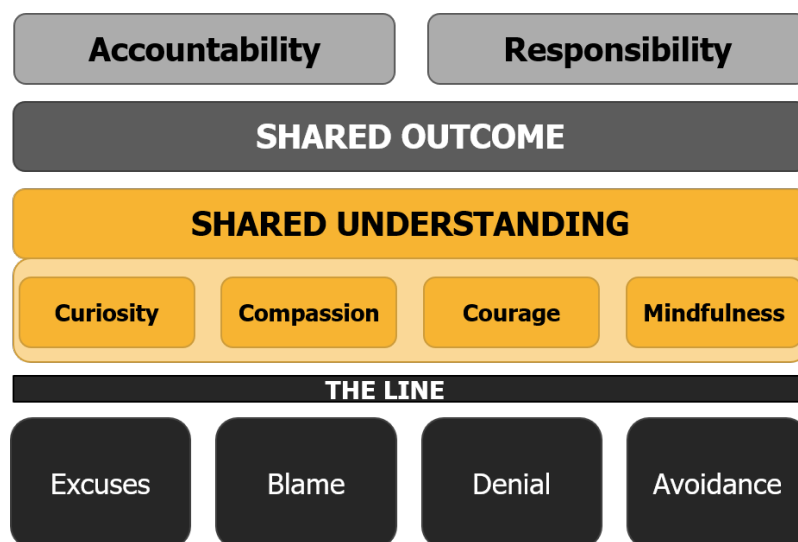 Accountability
Responsibility
SHARED OUTCOME
SHARED UNDERSTANDING
Curiosity
Compassion
Courage
Mindfulness
THE LINE
Excuses
Blame
Denial
Avoidance